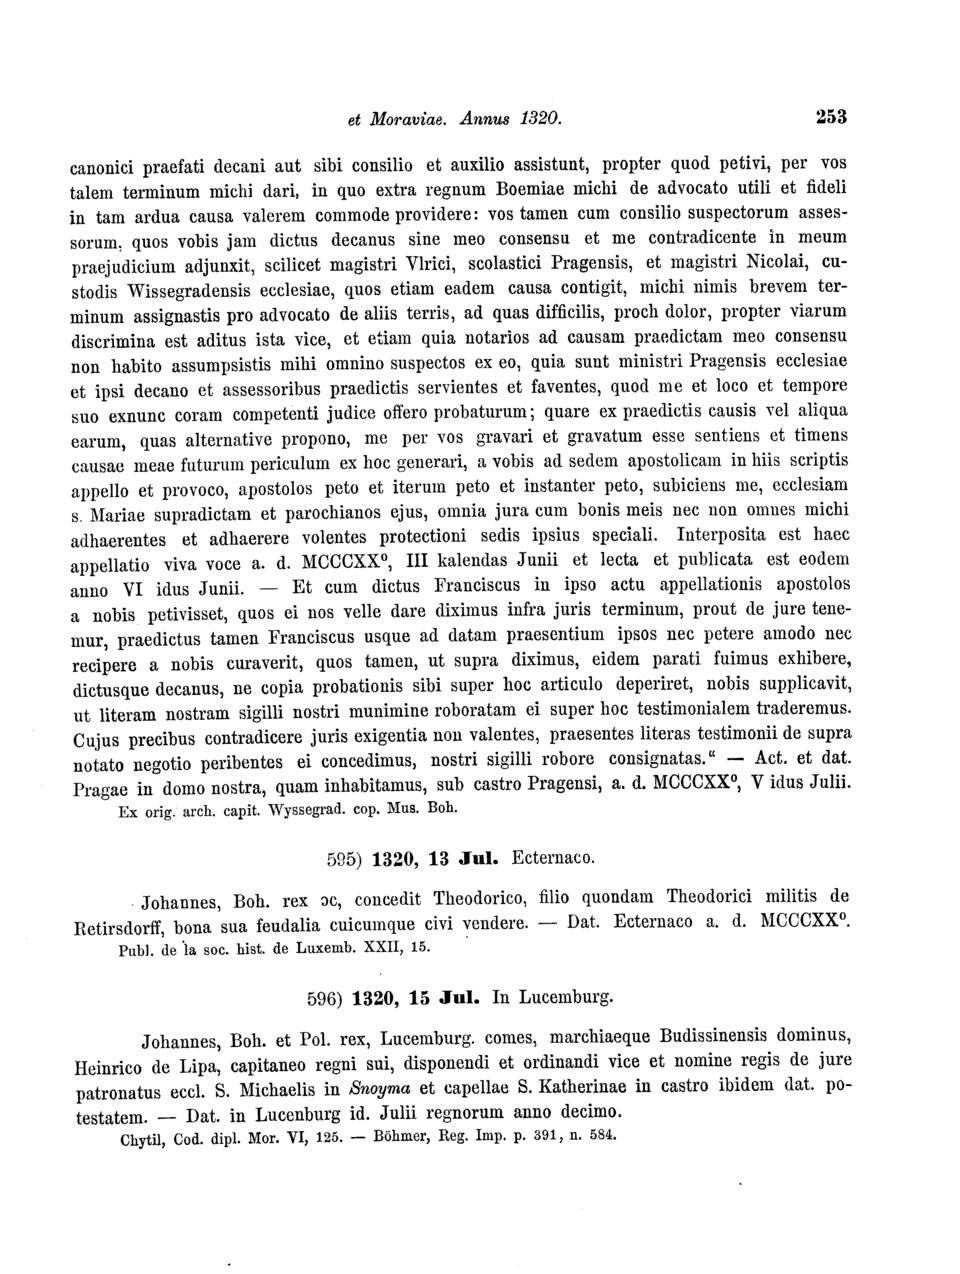 et Moraviae. Annus 1320. 253
canonici praefati decani aut sibi consilio et auxilio assistunt, propter quod petivi, per vos
talem terminum michi dari, in quo extra regnum Boemiae michi de advocato utili et fideli
in tam ardua causa valerem commode providere: vos tamen cum consilio suspectorum asses-
sorum, quos vobis jam dictus decanus sine meo consensu et me contradicente in meum
praejudicium adjunxit, scilicet magistri Vlrici, scolastici Pragensis, et magistri Nicolai, cu-
stodis Wissegradensis ecclesiae, quos etiam eadem causa contigit, michi nimis brevem ter-
minum assignastis pro advocato de aliis terris, ad quas difficilis, proch dolor, propter viarum
discrimina est aditus ista vice, et etiam quia notarios ad causam praedictam meo consensu
non habito assumpsistis mihi omnino suspectos ex eo, quia sunt ministri Pragensis ecclesiae
et ipsi decano et assessoribus praedictis servientes et faventes, quod me et loco et tempore
suo exnunc coram competenti judice offero probaturum; quare ex praedictis causis vel aliqua
earum, quas alternative propono, me per vos gravari et gravatum esse sentiens et timens
causae meae futurum periculum ex hoc generari, a vobis ad sedem apostolicam in hiis scriptis
appello et provoco, apostolos peto et iterum peto et instanter peto, subiciens me, ecclesiam
s. Mariae supradictam et parochianos ejus, omnia jura cum bonis meis nec non omnes michi
adhaerentes et adhaerere volentes protectioni sedis ipsius speciali. Interposita est haec
appellatio viva voce a. d. MCCCXX⁰, III kalendas Junii et lecta et publicata est eodem
anno VI idus Junii. — Et cum dictus Franciscus in ipso actu appellationis apostolos
a nobis petivisset, quos ei nos velle dare diximus infra juris terminum, prout de jure tene-
mur, praedictus tamen Franciscus usque ad datam praesentium ipsos nec petere amodo nec
recipere a nobis curaverit, quos tamen, ut supra diximus, eidem parati fuimus exhibere,
dictusque decanus, ne copia probationis sibi super hoc articulo deperiret, nobis supplicavit,
ut literam nostram sigilli nostri munimine roboratam ei super hoc testimonialem traderemus.
Cujus precibus contradicere juris exigentia non valentes, praesentes literas testimonii de supra
notato negotio peribentes ei concedimus, nostri sigilli robore consignatas.“ — Act. et dat.
Pragae in domo nostra, quam inhabitamus, sub castro Pragensi, a. d. MCCCXX⁰, V idus Julii.
Ex orig. arch. capit. Wyssegrad. cop. Mus. Boh.
595) 1320, 13 Jul. Ecternaco.
Johannes, Boh. rex ɔc, concedit Theodorico, filio quondam Theodorici militis de
Retirsdorff, bona sua feudalia cuicumque civi vendere. — Dat. Ecternaco a. d. MCCCXX⁰.
Publ. de la soc. hist. de Luxemb. XXII, 15.
596) 1320, 15 Jul. In Lucemburg.
Johannes, Boh. et Pol. rex, Lucemburg. comes, marchiaeque Budissinensis dominus,
Heinrico de Lipa, capitaneo regni sui, disponendi et ordinandi vice et nomine regis de jure
patronatus eccl. S. Michaelis in Snoyma et capellae S. Katherinae in castro ibidem dat. po-
testatem. — Dat. in Lucenburg id. Julii regnorum anno decimo.
Chytil, Cod. dipl. Mor. VI, 125. — Böhmer, Reg. Imp. p. 391, n. 584.